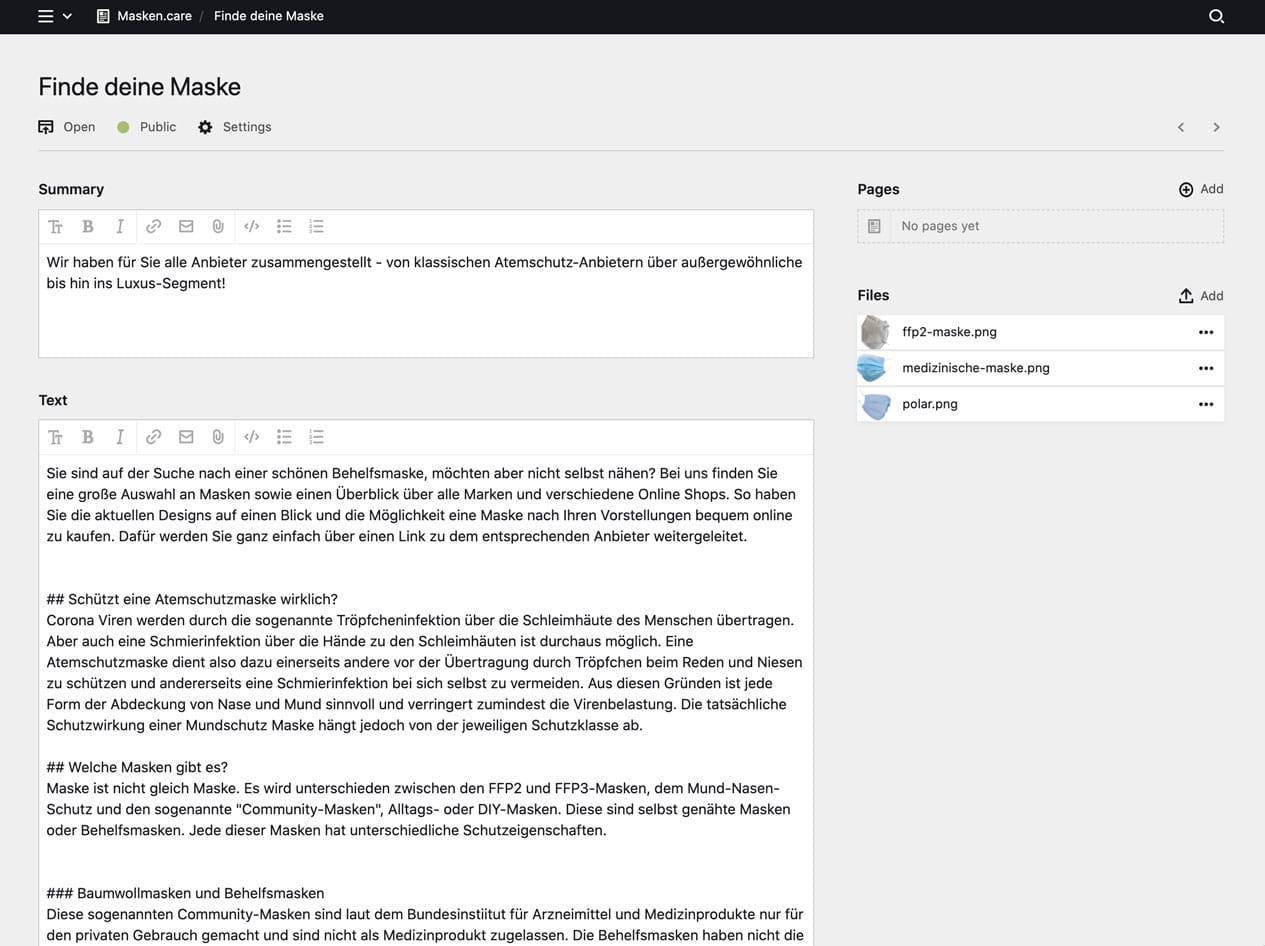 Masken.care / Finde deine Maske
Finde deine Maske
Open Public Settings
Summary
Wir haben für Sie alle Anbieter zusammengestellt - von klassischen Atemschutz-Anbietern über außergewöhnliche
bis hin ins Luxus-Segment!
Text
Sie sind auf der Suche nach einer schönen Behelfsmaske, möchten aber nicht selbst nähen? Bei uns finden Sie
eine große Auswahl an Masken sowie einen Überblick über alle Marken und verschiedene Online Shops. So haben
Sie die aktuellen Designs auf einen Blick und die Möglichkeit eine Maske nach Ihren Vorstellungen bequem online
zu kaufen. Dafür werden Sie ganz einfach über einen Link zu dem entsprechenden Anbieter weitergeleitet.
## Schützt eine Atemschutzmaske wirklich?
Corona Viren werden durch die sogenannte Tröpfcheninfektion über die Schleimhäute des Menschen übertragen.
Aber auch eine Schmierinfektion über die Hände zu den Schleimhäuten ist durchaus möglich. Eine
Atemschutzmaske dient also dazu einerseits andere vor der Übertragung durch Tröpfchen beim Reden und Niesen
zu schützen und andererseits eine Schmierinfektion bei sich selbst zu vermeiden. Aus diesen Gründen ist jede
Form der Abdeckung von Nase und Mund sinnvoll und verringert zumindest die Virenbelastung. Die tatsächliche
Schutzwirkung einer Mundschutz Maske hängt jedoch von der jeweiligen Schutzklasse ab.
## Welche Masken gibt es?
Maske ist nicht gleich Maske. Es wird unterschieden zwischen den FFP2 und FFP3-Masken, dem Mund-Nasen-
Schutz und den sogenannte "Community-Masken", Alltags- oder DIY-Masken. Diese sind selbst genähte Masken
oder Behelfsmasken. Jede dieser Masken hat unterschiedliche Schutzeigenschaften.
### Baumwollmasken und Behelfsmasken
Diese sogenannten Community-Masken sind laut dem Bundesinstiitut für Arzneimittel und Medizinprodukte nur für
den privaten Gebrauch gemacht und sind nicht als Medizinprodukt zugelassen. Die Behelfsmasken haben nicht die
Pages Add
No pages yet
Files Add
ffp2-maske.png
medizinische-maske.png
polar.png